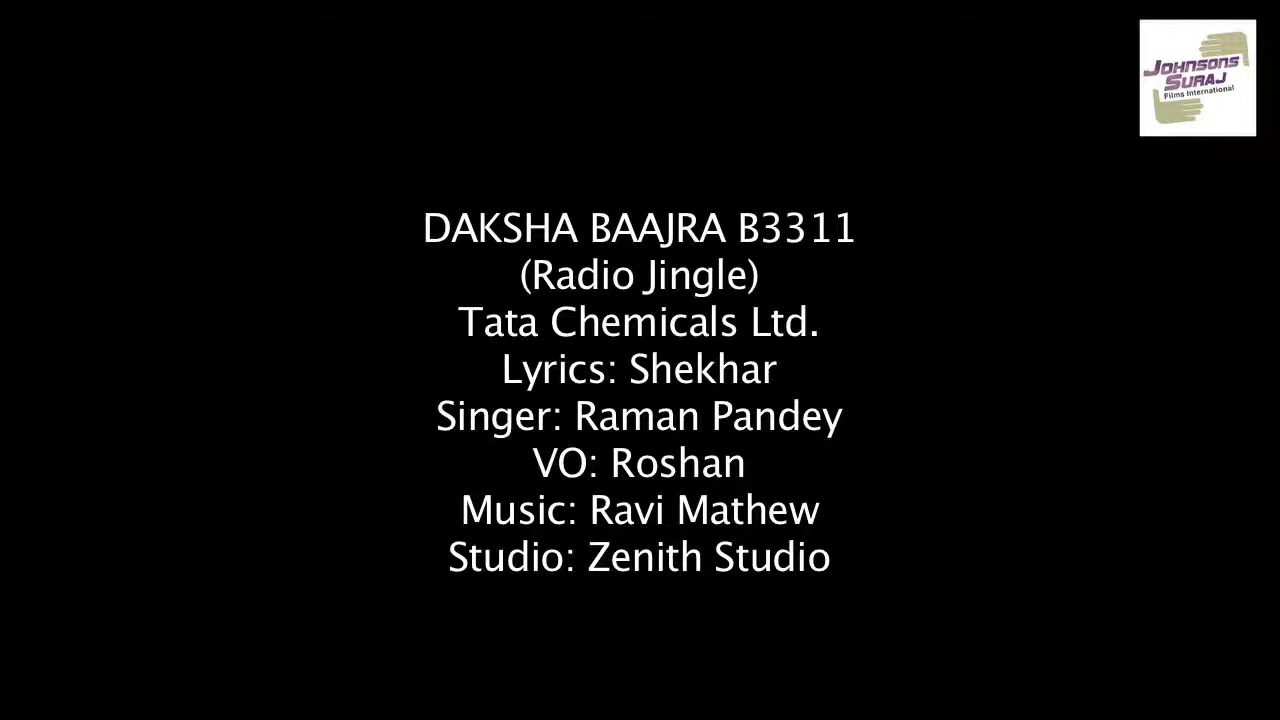 JOHNSONS
SURAJ
Films International
DAKSHA BAAJRA B3311
(Radio Jingle)
Tata Chemicals Ltd.
Lyrics: Shekhar
Singer: Raman Pandey
VO: Roshan
Music: Ravi Mathew
Studio: Zenith Studio